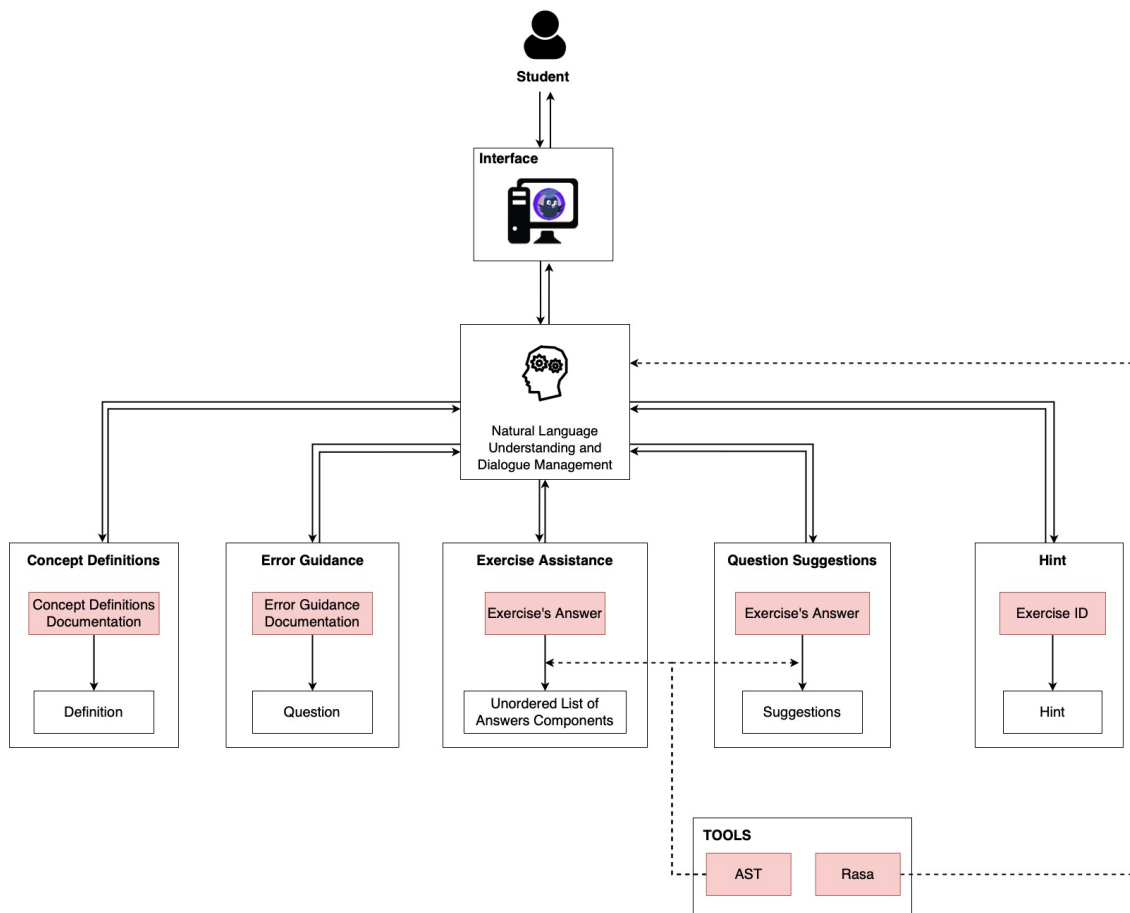 Student
Interface
Natural Language
Understanding and
Dialogue Management
Concept Definitions
Concept Definitions
Documentation
Definition
Error Guidance
Error Guidance
Documentation
Question
Exercise Assistance
Exercise's Answer
Unordered List of
Answers Components
Question Suggestions
Exercise's Answer
Suggestions
Hint
Exercise ID
Hint
TOOLS
AST
Rasa